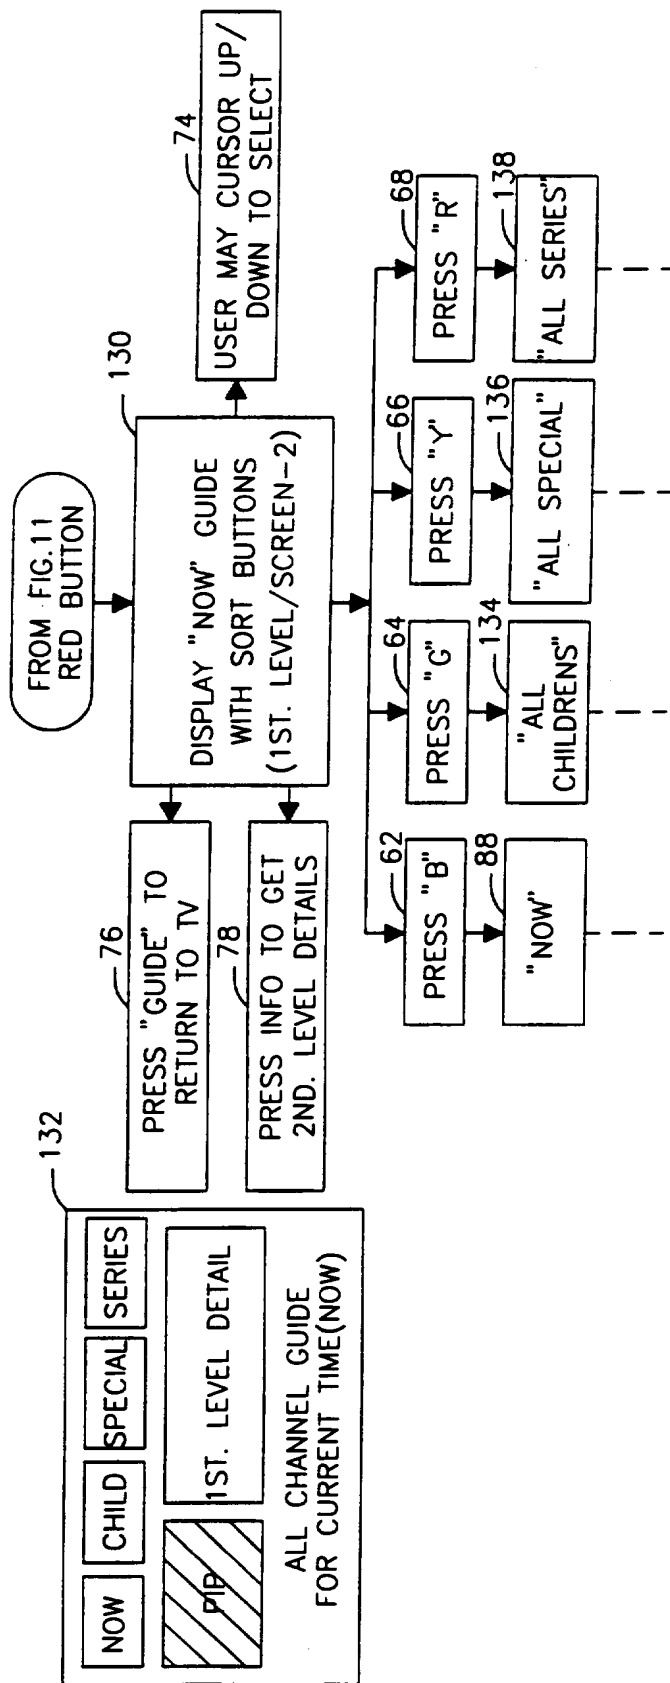 FROM FIG.11
RED BUTTON
130
DISPLAY "NOW" GUIDE
WITH SORT BUTTONS
(1ST. LEVEL/SCREEN-2)
74
USER MAY CURSOR UP/
DOWN TO SELECT
76
PRESS "GUIDE" TO
RETURN TO TV
78
PRESS INFO TO GET
2ND. LEVEL DETAILS
132
NOW
CHILD
SPECIAL
SERIES
PIP
1ST. LEVEL DETAIL
ALL CHANNEL GUIDE
FOR CURRENT TIME(NOW)
62
PRESS "B"
88
"NOW"
64
PRESS "G"
134
"ALL
CHILDRENS"
66
PRESS "Y"
136
"ALL SPECIAL"
68
PRESS "R"
138
"ALL SERIES"